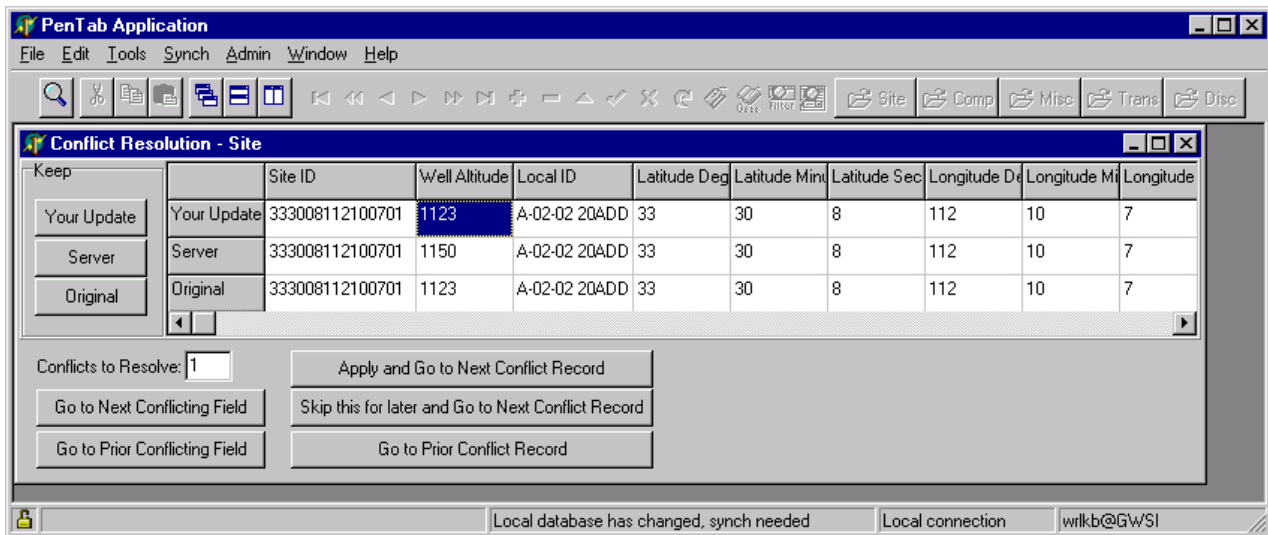 PenTab Application
File Edit Tools Synch Admin Window Help
Data Filter Site Comp Misc Trans Disc
Conflict Resolution - Site
Keep
Site ID Well Altitude Local ID Latitude Deg Latitude Minu Latitude Sec Longitude De Longitude Mi Longitude
Your Update Your Update 333008112100701 1123 A-02-02 20ADD 33 30 8 112 10 7
Server Server 333008112100701 1150 A-02-02 20ADD 33 30 8 112 10 7
Original Original 333008112100701 1123 A-02-02 20ADD 33 30 8 112 10 7
Conflicts to Resolve: 1 Apply and Go to Next Conflict Record
Go to Next Conflicting Field Skip this for later and Go to Next Conflict Record
Go to Prior Conflicting Field Go to Prior Conflict Record
Local database has changed, synch needed Local connection wrlkb@GWSI